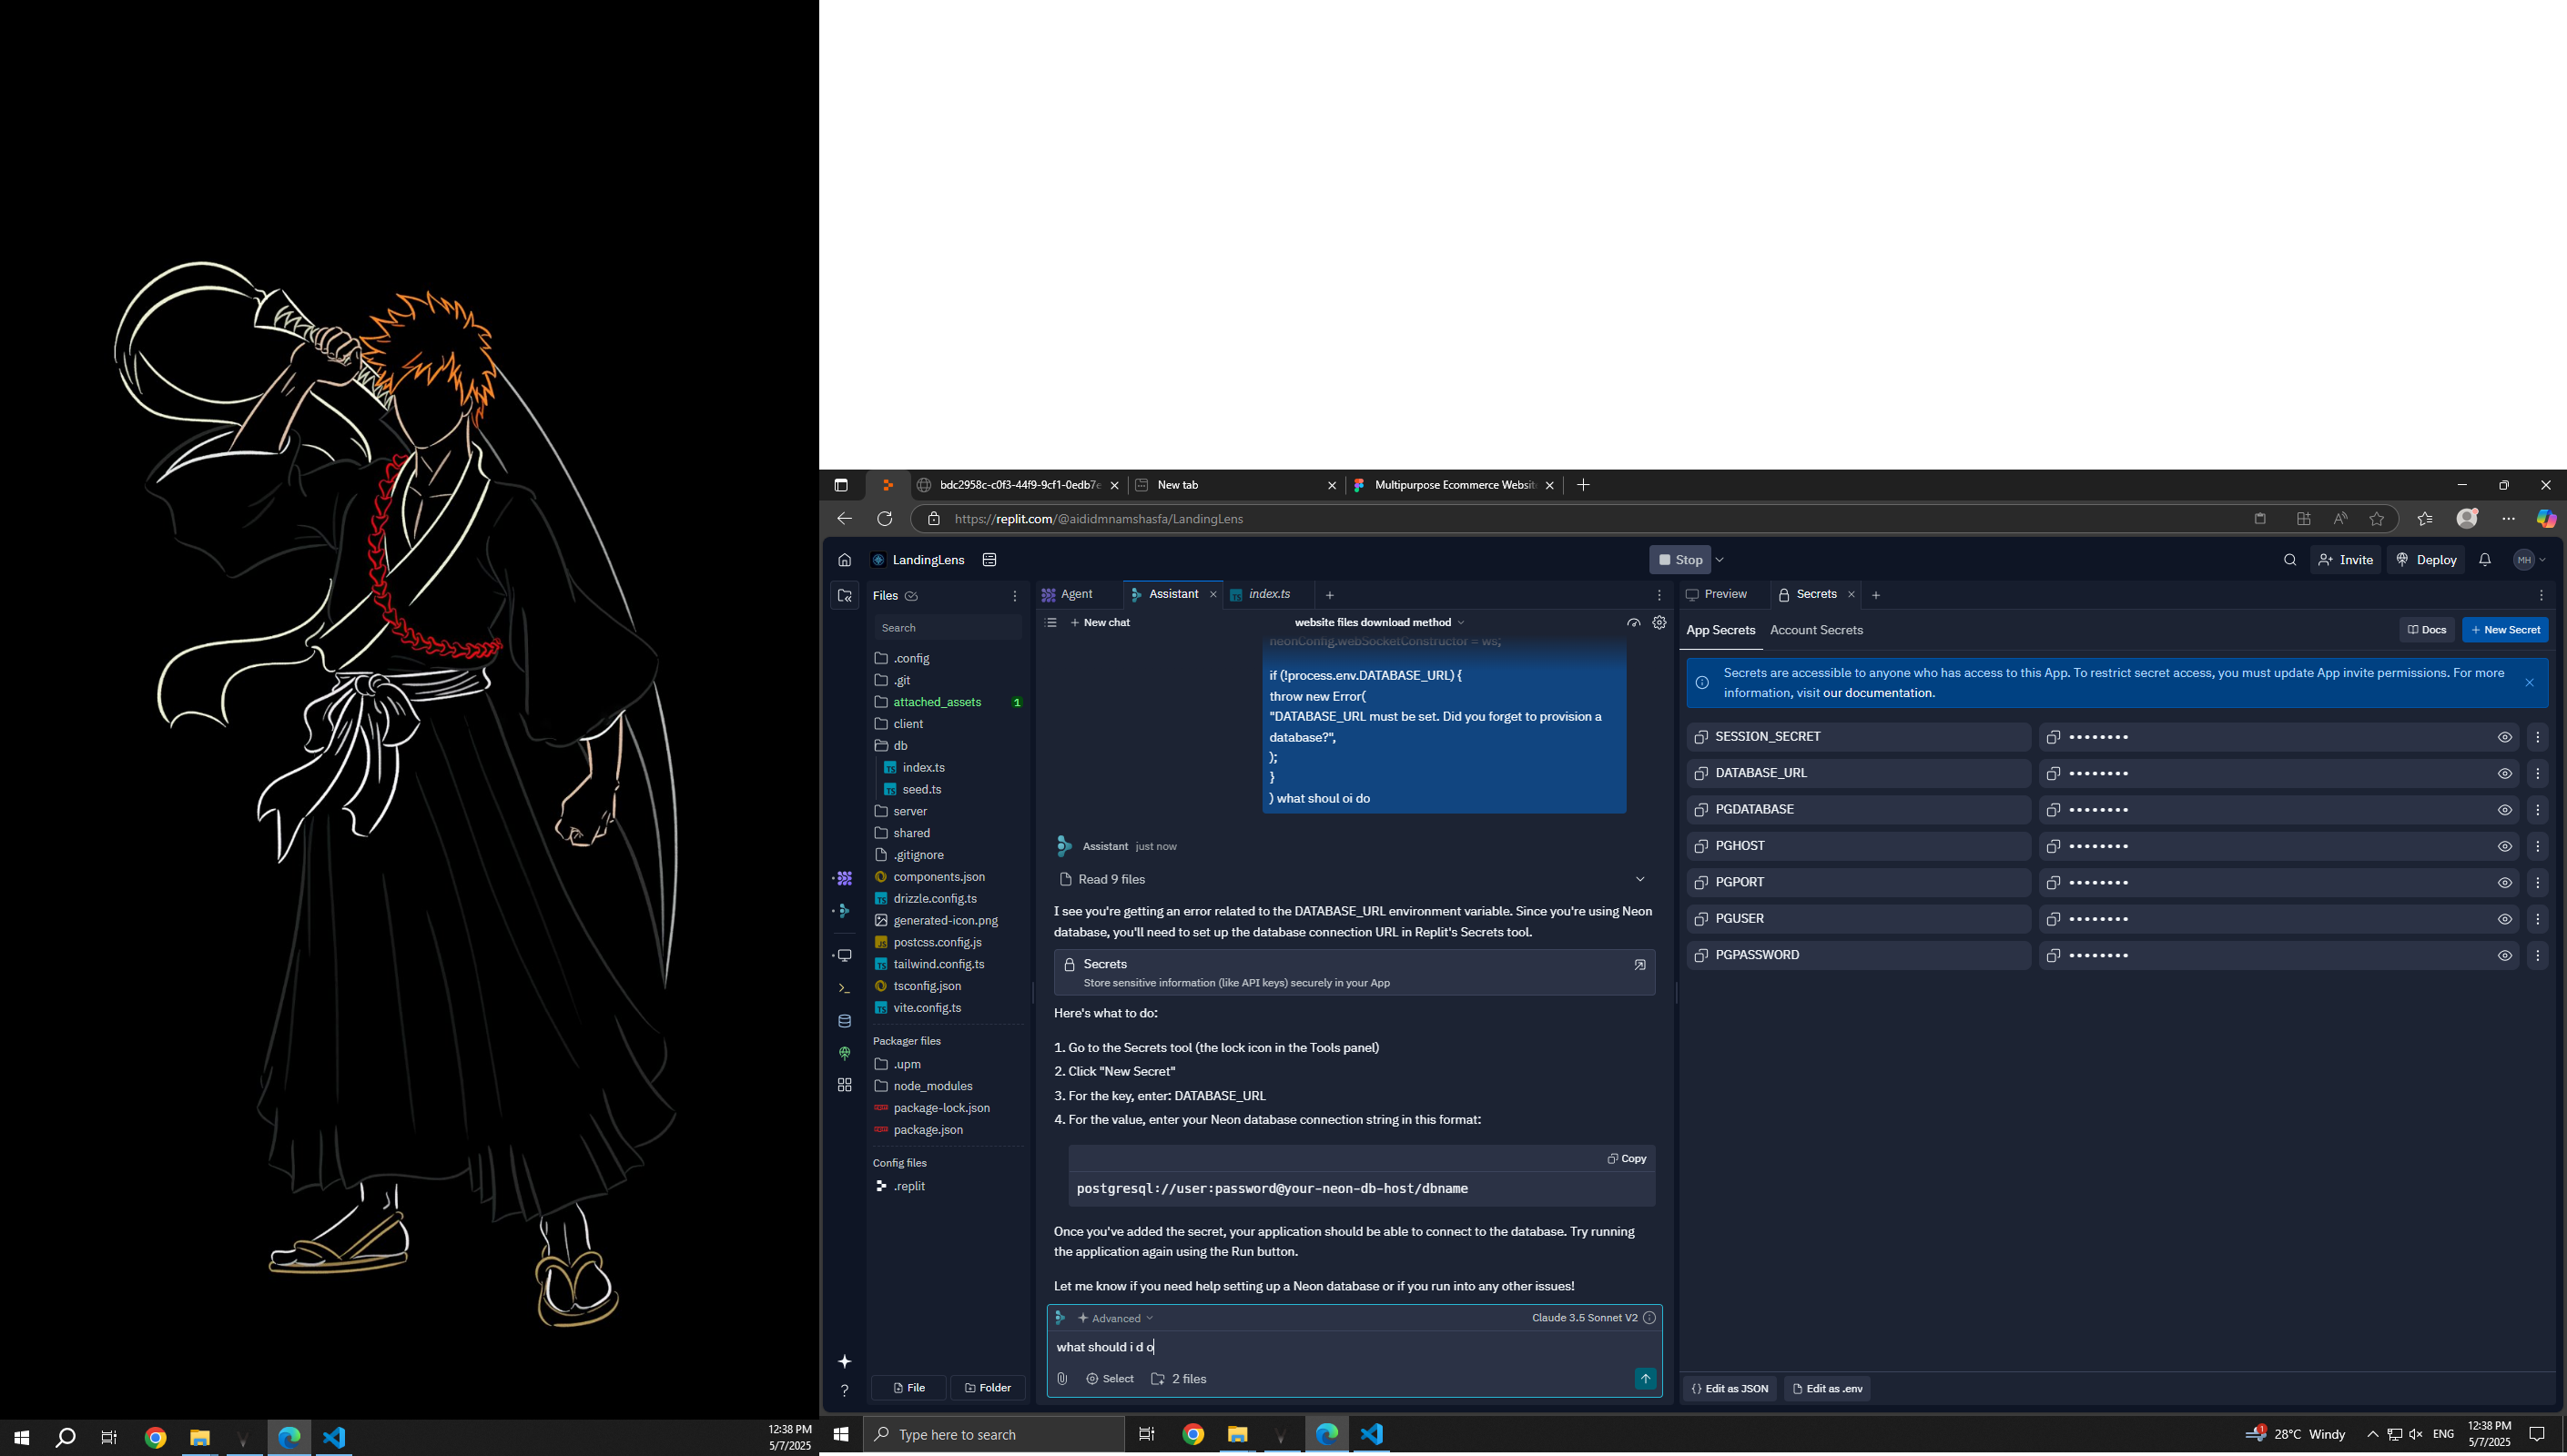 bdc2958c-c0f3-44f9-9cf1-0edb7e
New tab
Multipurpose Ecommerce Websit
https://replit.com/@aididmnamshasfa/LandingLens
LandingLens
Stop
Invite
Deploy
MH
Files
Agent
Assistant
index.ts
Preview
Secrets
Search
New chat
website files download method
App Secrets
Account Secrets
Docs
New Secret
.config
.git
attached_assets 1
client
db
index.ts
seed.ts
server
shared
.gitignore
components.json
drizzle.config.ts
generated-icon.png
postcss.config.js
tailwind.config.ts
tsconfig.json
vite.config.ts
Packager files
.upm
node_modules
package-lock.json
package.json
Config files
.replit
File
Folder
neonConfig.webSocketConstructor = ws;
if (!process.env.DATABASE_URL) {
throw new Error(
"DATABASE_URL must be set. Did you forget to provision a
database?",
);
}
) what shoul oi do
Assistant just now
Read 9 files
I see you're getting an error related to the DATABASE_URL environment variable. Since you're using Neon
database, you'll need to set up the database connection URL in Replit's Secrets tool.
Secrets
Store sensitive information (like API keys) securely in your App
Here's what to do:
1. Go to the Secrets tool (the lock icon in the Tools panel)
2. Click "New Secret"
3. For the key, enter: DATABASE_URL
4. For the value, enter your Neon database connection string in this format:
Copy
postgresql://user:password@your-neon-db-host/dbname
Once you've added the secret, your application should be able to connect to the database. Try running
the application again using the Run button.
Let me know if you need help setting up a Neon database or if you run into any other issues!
Advanced
Claude 3.5 Sonnet V2
what should i d o
Select
2 files
Secrets are accessible to anyone who has access to this App. To restrict secret access, you must update App invite permissions. For more
information, visit our documentation.
SESSION_SECRET
DATABASE_URL
PGDATABASE
PGHOST
PGPORT
PGUSER
PGPASSWORD
{} Edit as JSON
Edit as .env
12:38 PM
5/7/2025
Type here to search
1
28°C Windy
ENG
12:38 PM
5/7/2025